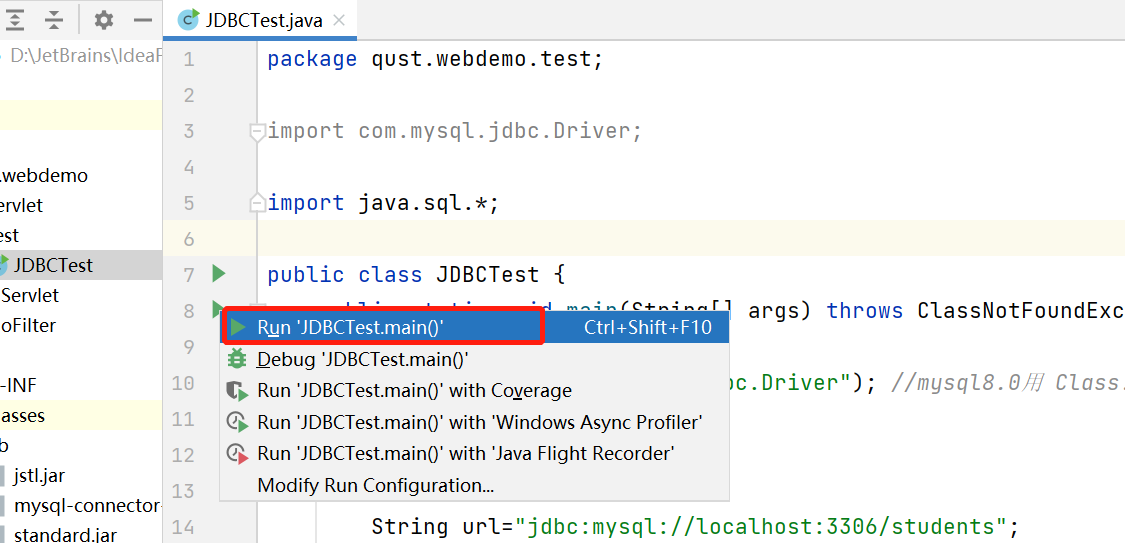 JDBCTest.java
D:\JetBrains\IdeaP
1 package qust.webdemo.test;
2
3 import com.mysql.jdbc.Driver;
4
.webdemo
ervlet
5 import java.sql.*;
est
6
JDBCTest
7 public class JDBCTest {
Servlet
8 main(String[] args) throws ClassNotFoundExc
oFilter
Run 'JDBCTest.main()' Ctrl+Shift+F10
9
Debug 'JDBCTest.main()'
-INF
10 bc.Driver"); //mysql8.0用 Class.
Run 'JDBCTest.main()' with Coverage
asses
11
Run 'JDBCTest.main()' with 'Windows Async Profiler'
b
12
Run 'JDBCTest.main()' with 'Java Flight Recorder'
jstl.jar
13
Modify Run Configuration...
mysql-connector-
14 String url="jdbc:mysql://localhost:3306/students";
standard.jar